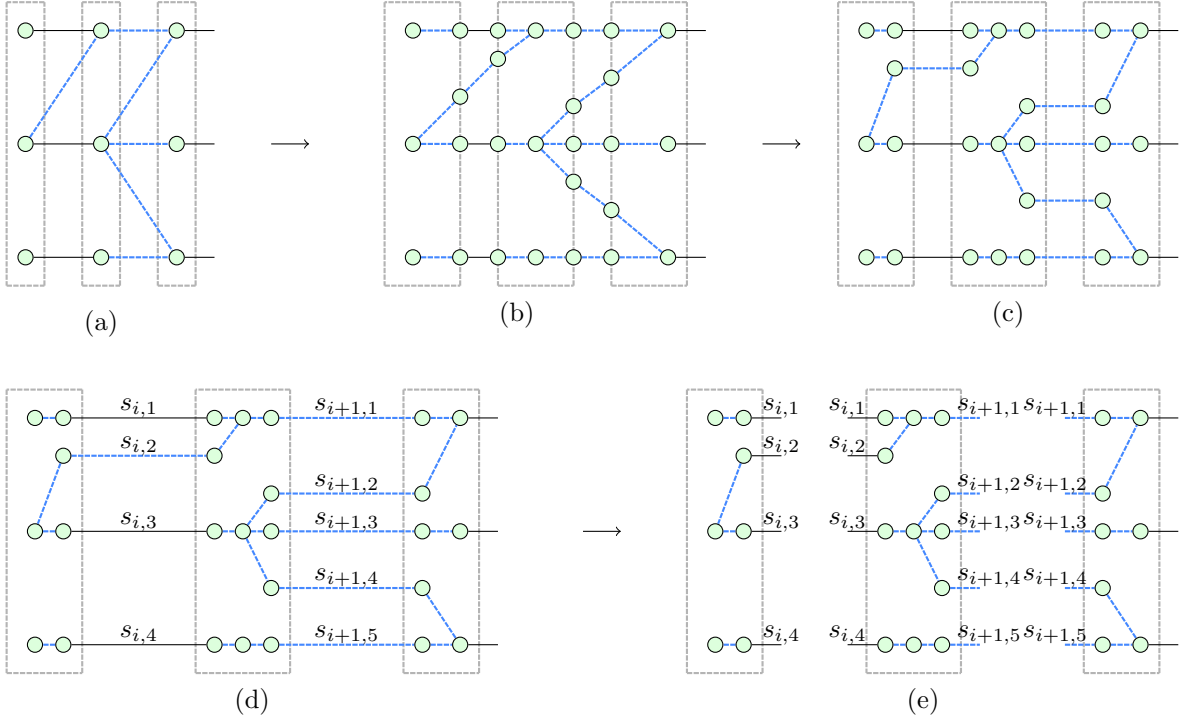 (a)
(b)
(c)
s_{i,1} s_{i+1,1} s_{i,1} s_{i,1} s_{i+1,1} s_{i+1,1}
s_{i,2} s_{i,2} s_{i,2}
s_{i+1,2} s_{i+1,2} s_{i+1,2}
s_{i,3} s_{i+1,3} s_{i,3} s_{i,3} s_{i+1,3} s_{i+1,3}
s_{i+1,4} s_{i+1,4} s_{i+1,4}
s_{i,4} s_{i+1,5} s_{i,4} s_{i,4} s_{i+1,5} s_{i+1,5}
(d)
(e)